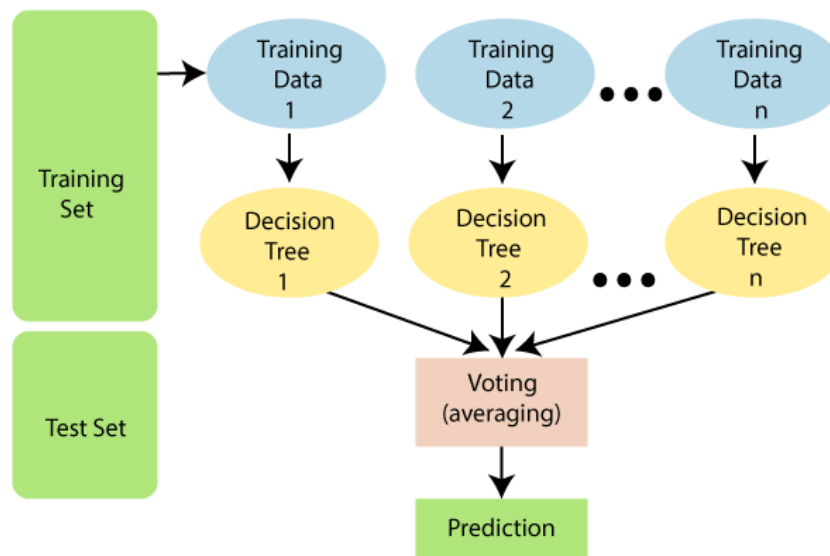 Training
Set
Training
Data
1
Training
Data
2
Training
Data
n
Decision
Tree
1
Decision
Tree
2
Decision
Tree
n
Test Set
Voting
(averaging)
Prediction